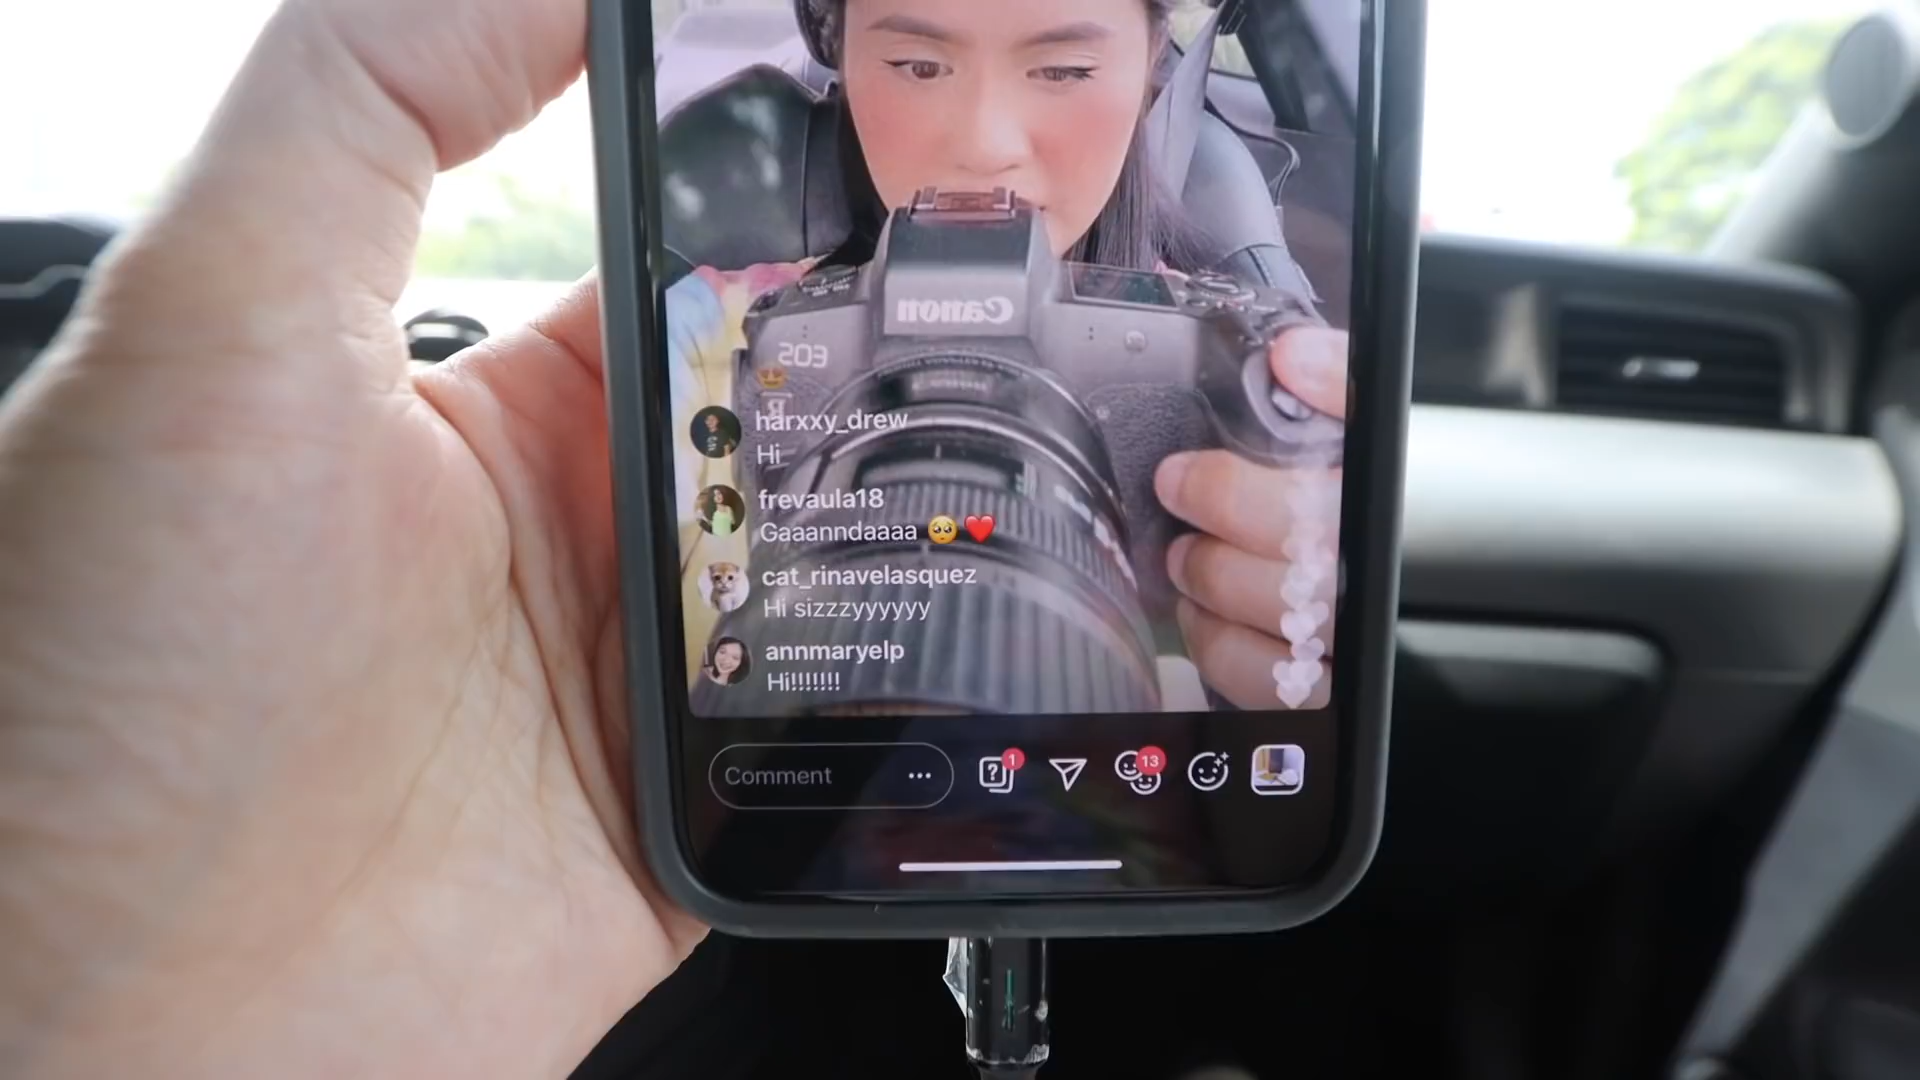 Canon
EOS
R
harxxy_drew
Hi
frevaula18
Gaaanndaaaa 🥺❤️
cat_rinavelasquez
Hi sizzzyyyyyy
annmaryelp
Hi!!!!!!!
Comment
1
13